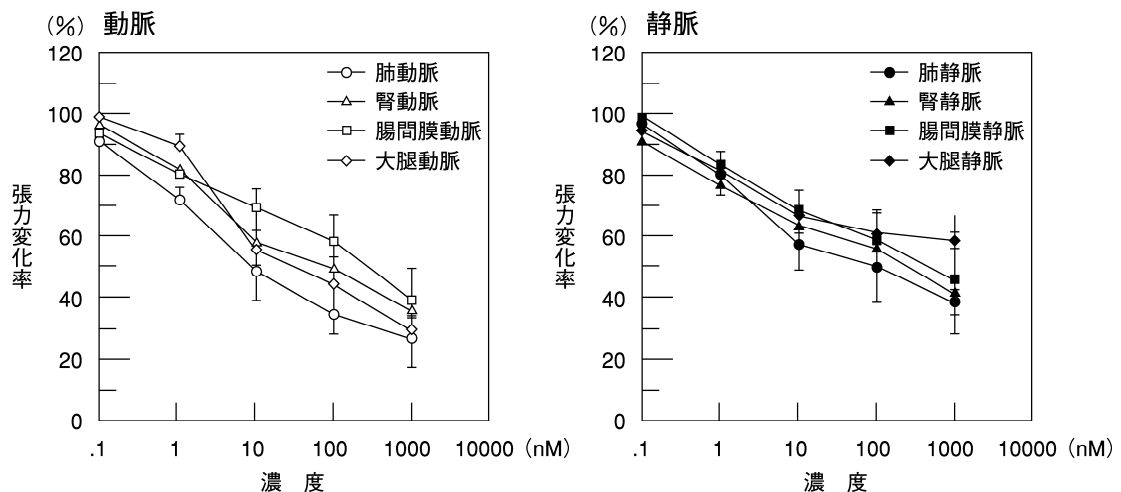 （％）動脈
120
100
80
60
40
20
0
張力変化率
肺動脈
腎動脈
腸間膜動脈
大腿動脈
.1 1 10 100 1000 10000（nM）
濃 度
（％）静脈
120
100
80
60
40
20
0
張力変化率
肺静脈
腎静脈
腸間膜静脈
大腿静脈
.1 1 10 100 1000 10000（nM）
濃 度